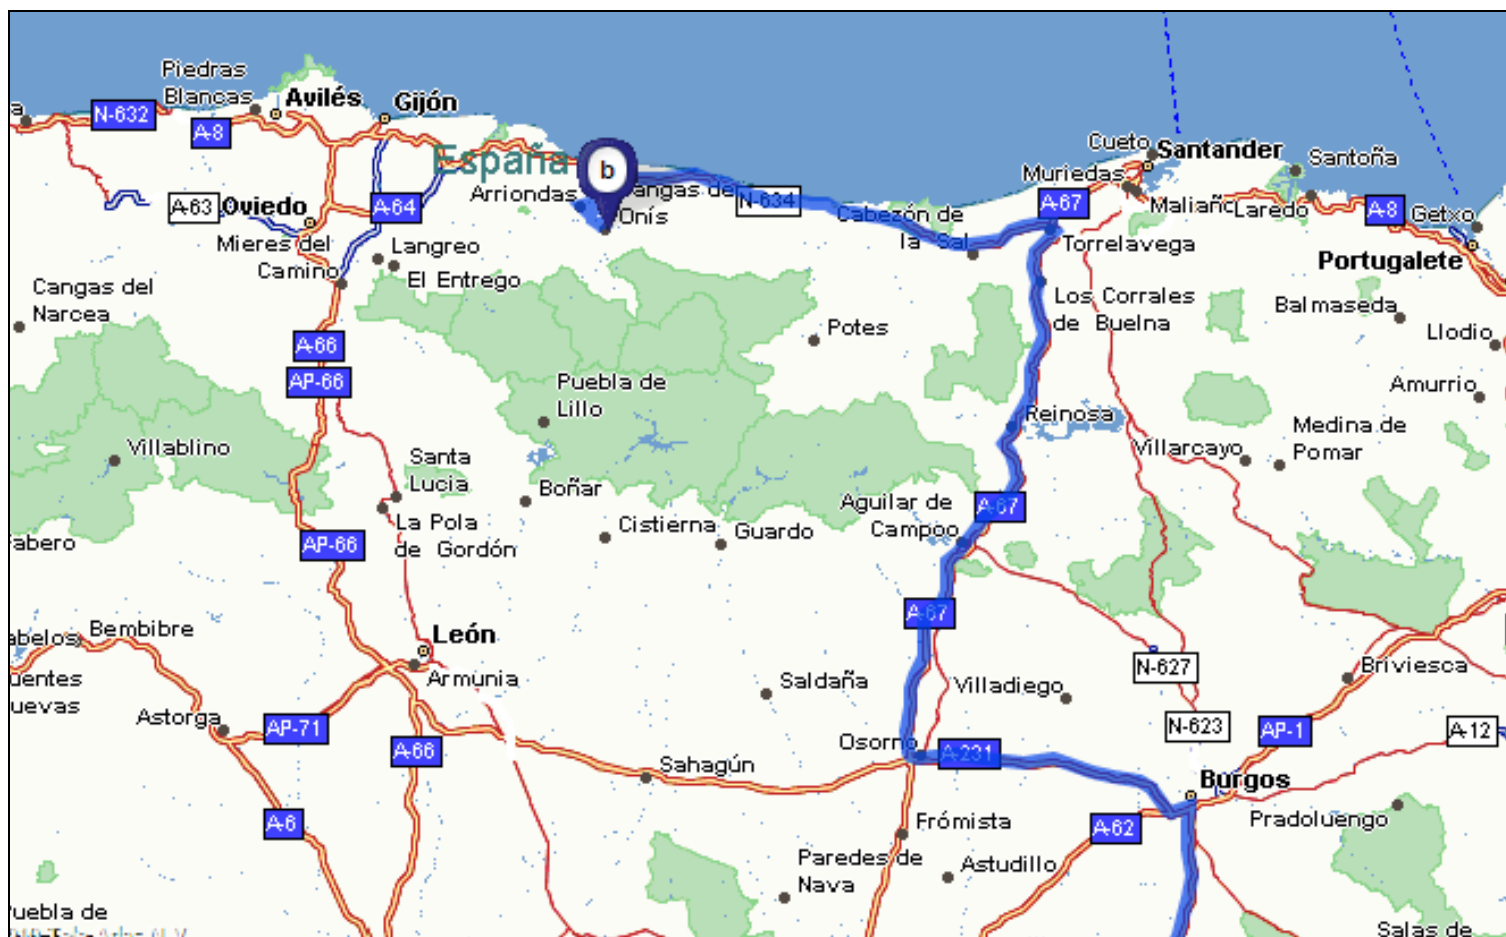 Piedras
Blancas
Avilés
Gijón
N-632
A-8
España
b
Cueto
Santander
Santoña
Muriedas
Arriondas
Cangas de
Onís
N-634
A-63
Oviedo
A-64
Cabezón de
la Sal
A-67
Maliaño
Laredo
A-8
Getxo
Mieres del
Camino
Langreo
El Entrego
Torrelavega
Portugalete
Cangas del
Narcea
Los Corrales
de Buelna
Balmaseda
Potes
Llodio
A-66
AP-66
Puebla de
Lillo
Amurrio
Reinosa
Medina de
Pomar
Villablino
Villarcayo
Santa
Lucia
Boñar
Aguilar de
Campoo
A-67
La Pola
de Gordón
Cistierna
Guardo
AP-66
A-67
Bembibre
León
Armunia
Saldaña
Villadiego
N-627
Briviesca
Astorga
AP-71
A-66
N-623
AP-1
A-12
Osorno
A-231
Sahagún
Burgos
A-6
Frómista
A-62
Pradoluengo
Paredes de
Nava
Astudillo
Salas de